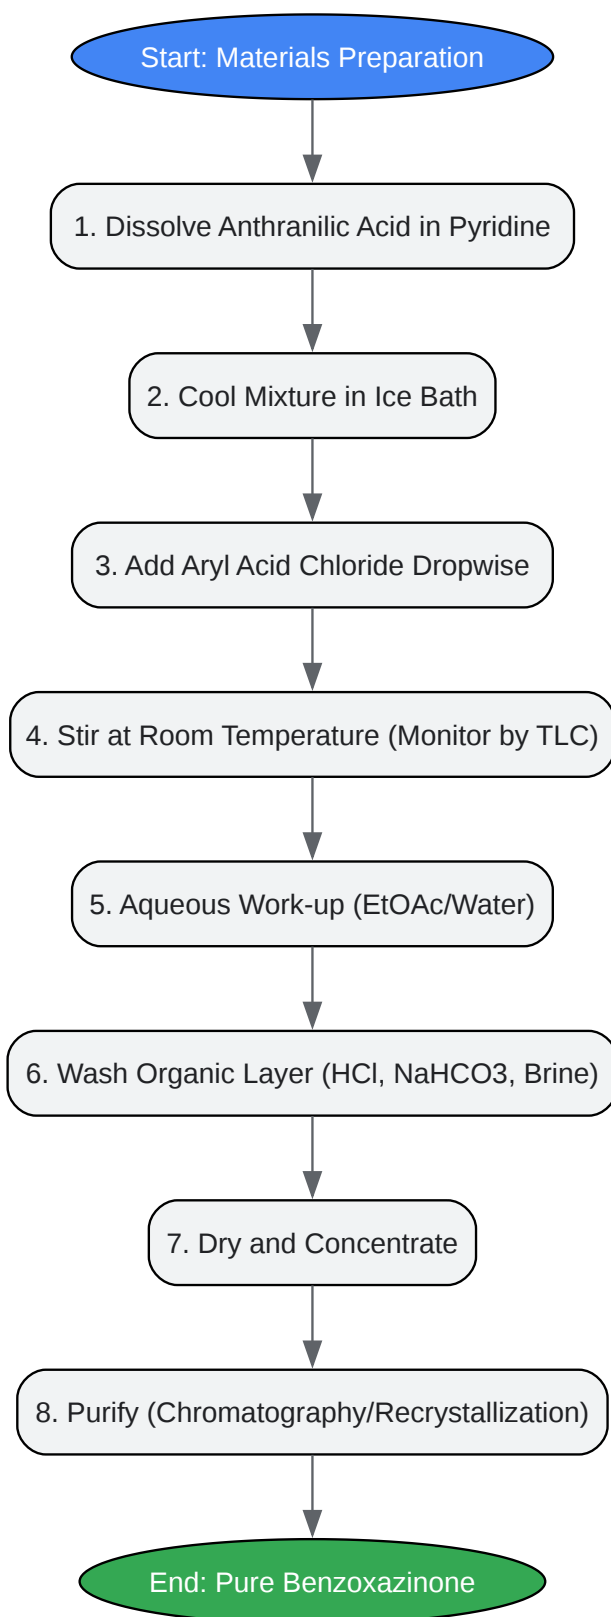 Start: Materials Preparation
1. Dissolve Anthranilic Acid in Pyridine
2. Cool Mixture in Ice Bath
3. Add Aryl Acid Chloride Dropwise
4. Stir at Room Temperature (Monitor by TLC)
5. Aqueous Work-up (EtOAc/Water)
6. Wash Organic Layer (HCl, NaHCO3, Brine)
7. Dry and Concentrate
8. Purify (Chromatography/Recrystallization)
End: Pure Benzoxazinone